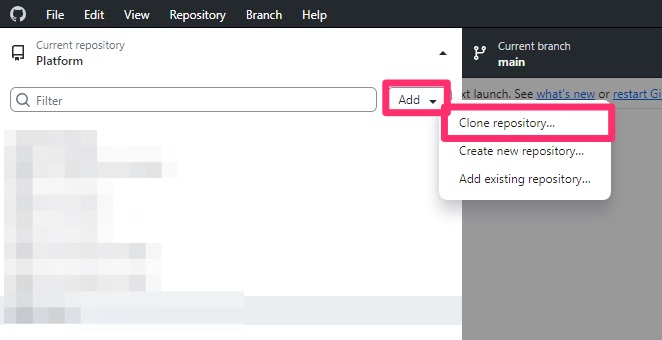 File Edit View Repository Branch Help
Current repository
Platform
Current branch
main
xt launch. See what's new or restart Gi
Filter
Add
Clone repository...
Create new repository...
Add existing repository...